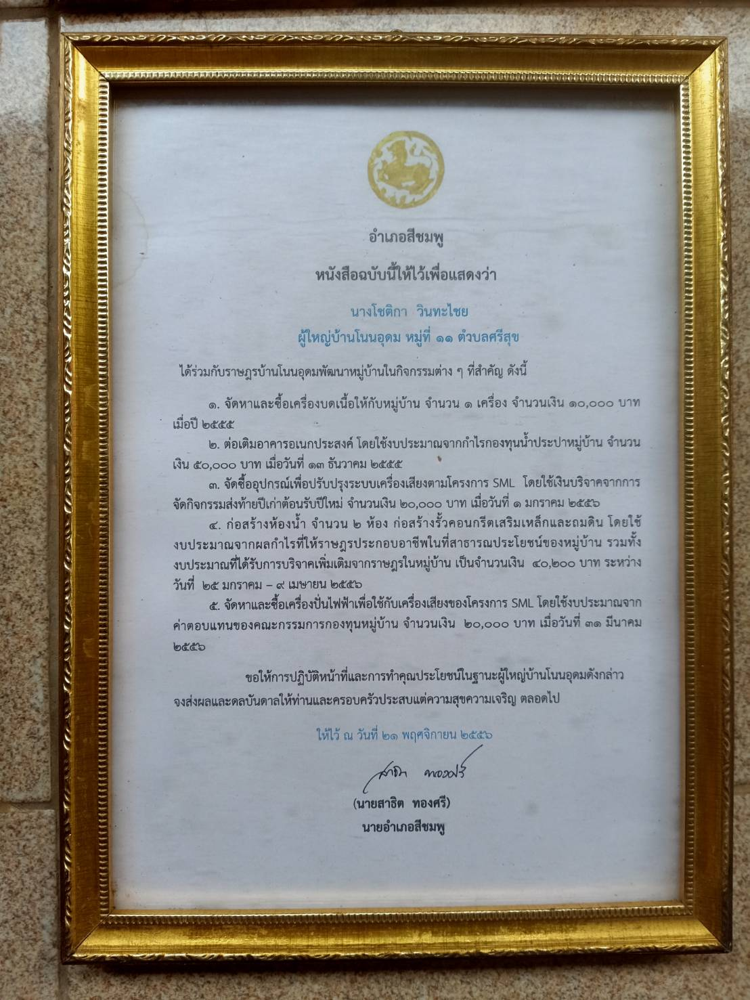 อำเภอสีชมพู
หนังสือฉบับนี้ให้ไว้เพื่อแสดงว่า
นางโชติกา วินทะไชย
ผู้ใหญ่บ้านโนนอุดม หมู่ที่ ๑๑ ตำบลศรีสุข
ได้ร่วมกับราษฎรบ้านโนนอุดมพัฒนาหมู่บ้านในกิจกรรมต่าง ๆ ที่สำคัญ ดังนี้
๑. จัดหาและซื้อเครื่องบดเนื้อให้กับหมู่บ้าน จำนวน ๑ เครื่อง จำนวนเงิน ๑๐,๐๐๐ บาท
เมื่อปี ๒๕๕๕
๒. ต่อเติมอาคารอเนกประสงค์ โดยใช้งบประมาณจากกำไรกองทุนน้ำประปาหมู่บ้าน จำนวน
เงิน ๕๐,๐๐๐ บาท เมื่อวันที่ ๑๓ ธันวาคม ๒๕๕๕
๓. จัดซื้ออุปกรณ์เพื่อปรับปรุงระบบเครื่องเสียงตามโครงการ SML โดยใช้เงินบริจาคจากการ
จัดกิจกรรมส่งท้ายปีเก่าต้อนรับปีใหม่ จำนวนเงิน ๒๐,๐๐๐ บาท เมื่อวันที่ ๑ มกราคม ๒๕๕๖
๔. ก่อสร้างห้องน้ำ จำนวน ๒ ห้อง ก่อสร้างรั้วคอนกรีตเสริมเหล็กและถมดิน โดยใช้
งบประมาณจากผลกำไรที่ให้ราษฎรประกอบอาชีพในที่สาธารณประโยชน์ของหมู่บ้าน รวมทั้ง
งบประมาณที่ได้รับการบริจาคเพิ่มเติมจากราษฎรในหมู่บ้าน เป็นจำนวนเงิน ๔๐,๒๐๐ บาท ระหว่าง
วันที่ ๒๕ มกราคม – ๙ เมษายน ๒๕๕๖
๕. จัดหาและซื้อเครื่องปั่นไฟฟ้าเพื่อใช้กับเครื่องเสียงของโครงการ SML โดยใช้งบประมาณจาก
ค่าตอบแทนของคณะกรรมการกองทุนหมู่บ้าน จำนวนเงิน ๒๐,๐๐๐ บาท เมื่อวันที่ ๓๑ มีนาคม
๒๕๕๖
ขอให้การปฏิบัติหน้าที่และการทำคุณประโยชน์ในฐานะผู้ใหญ่บ้านโนนอุดมดังกล่าว
จงส่งผลและดลบันดาลให้ท่านและครอบครัวประสบแต่ความสุขความเจริญ ตลอดไป
ให้ไว้ ณ วันที่ ๒๑ พฤศจิกายน ๒๕๕๖
สาธิต ทองศรี
(นายสาธิต ทองศรี)
นายอำเภอสีชมพู